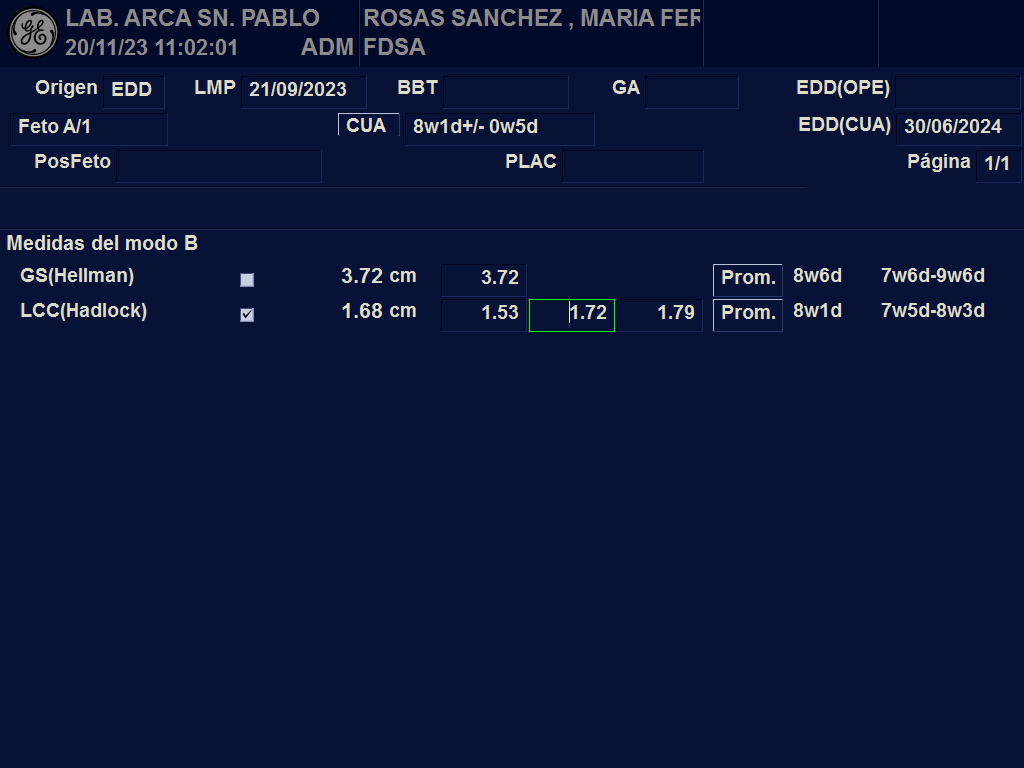 LAB. ARCA SN. PABLO ROSAS SANCHEZ , MARIA FER
20/11/23 11:02:01 ADM FDSA
Origen EDD LMP 21/09/2023 BBT GA EDD(OPE)
Feto A/1 CUA 8w1d+/- 0w5d EDD(CUA) 30/06/2024
PosFeto PLAC Página 1/1
Medidas del modo B
GS(Hellman) 3.72 cm 3.72 Prom. 8w6d 7w6d-9w6d
LCC(Hadlock) 1.68 cm 1.53 1.72 1.79 Prom. 8w1d 7w5d-8w3d